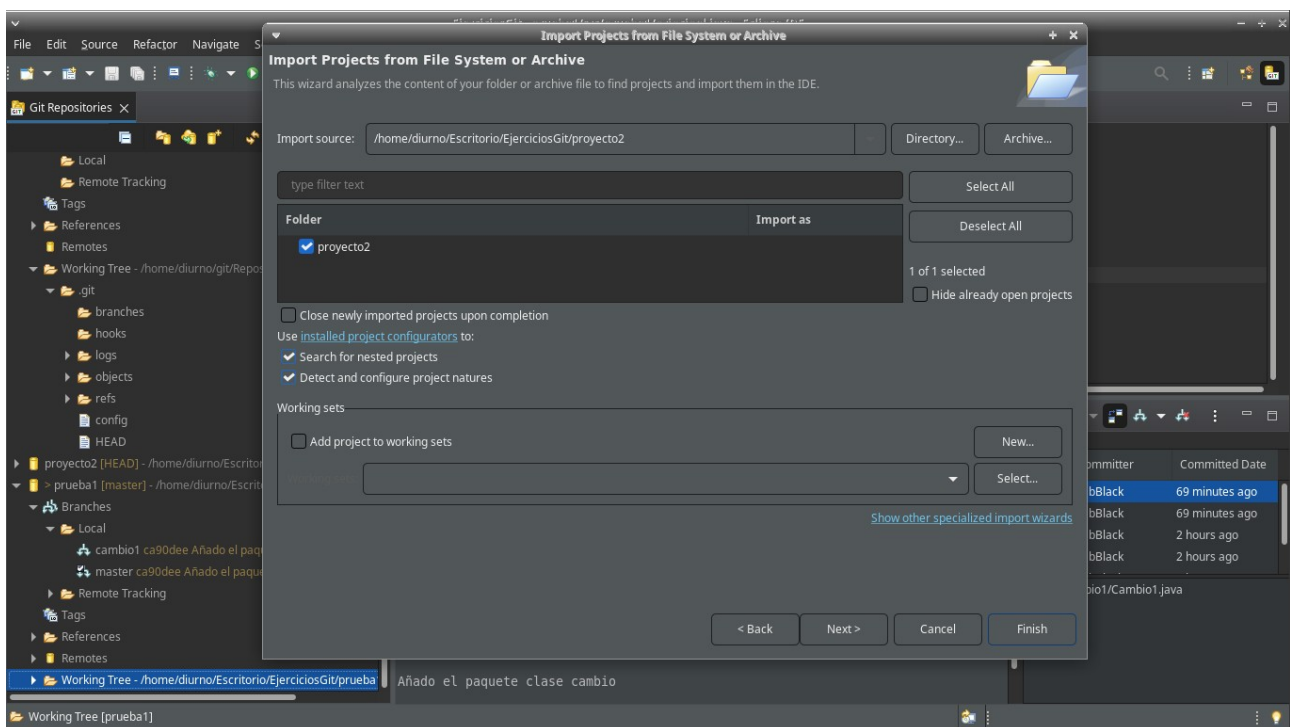 Import Projects from File System or Archive
File Edit Source Refactor Navigate
Import Projects from File System or Archive
This wizard analyzes the content of your folder or archive file to find projects and import them in the IDE.
Git Repositories
Import source: /home/diurno/Escritorio/EjerciciosGit/proyecto2 Directory... Archive...
type filter text Select All
Folder Import as Deselect All
proyecto2
1 of 1 selected
Hide already open projects
Close newly imported projects upon completion
Use installed project configurators to:
Search for nested projects
Detect and configure project natures
Working sets
Add project to working sets New...
Select...
Show other specialized import wizards
< Back Next > Cancel Finish
Local
Remote Tracking
Tags
References
Remotes
Working Tree - /home/diurno/git/Repos
.git
branches
hooks
logs
objects
refs
config
HEAD
proyecto2 [HEAD] - /home/diurno/Escritor
> prueba1 [master] - /home/diurno/Escrito
Branches
Local
cambio1 ca90dee Añado el paqu
master ca90dee Añado el paque
Remote Tracking
Tags
References
Remotes
Working Tree - /home/diurno/Escritorio/EjerciciosGit/prueba
ommitter Committed Date
bBlack 69 minutes ago
bBlack 69 minutes ago
bBlack 2 hours ago
bBlack 2 hours ago
bio1/Cambio1.java
Añado el paquete clase cambio
Working Tree [prueba1]